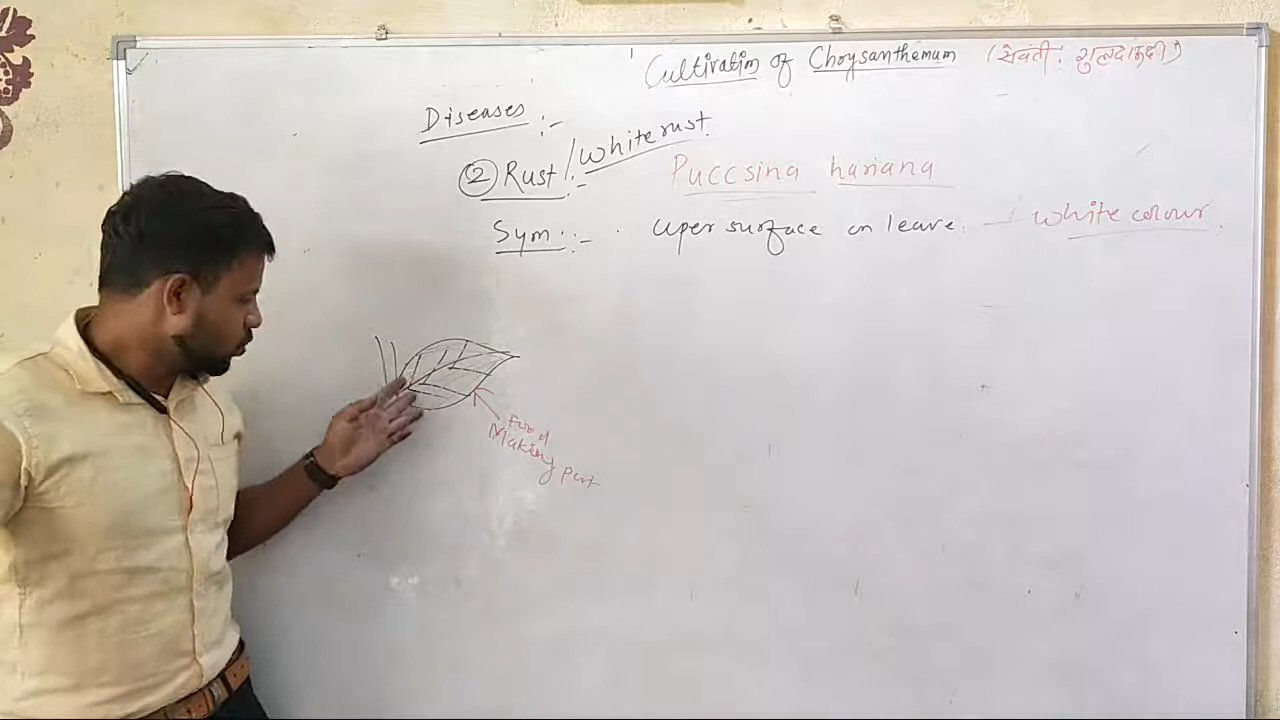 Cultivation of Chrysanthemum (सेवंती. गुलदाऊदी)
Diseases :-
② Rust / White rust :- Puccsina hariana
Sym :- . Uper surface on leave. — White colour.
Food
Making part